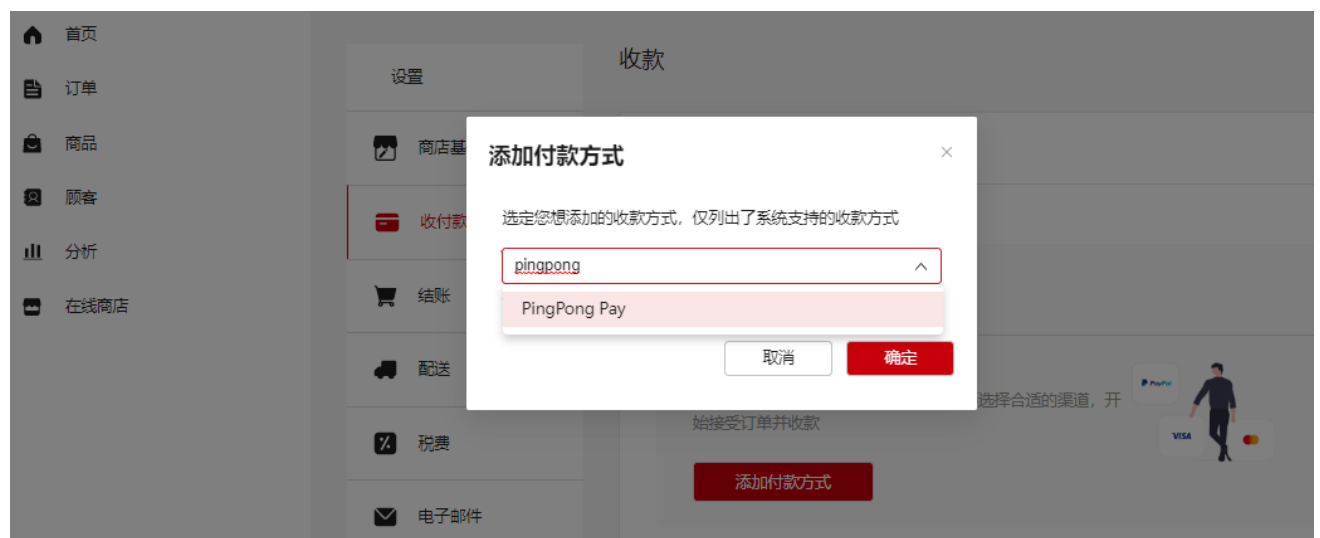 首页
订单
商品
顾客
分析
在线商店
设置
商店基
收付款
结账
配送
税费
电子邮件
收款
添加付款方式
选定您想添加的收款方式，仅列出了系统支持的收款方式
pingpong
PingPong Pay
取消
确定
选择合适的渠道，开
始接受订单并收款
添加付款方式
PayPal
VISA